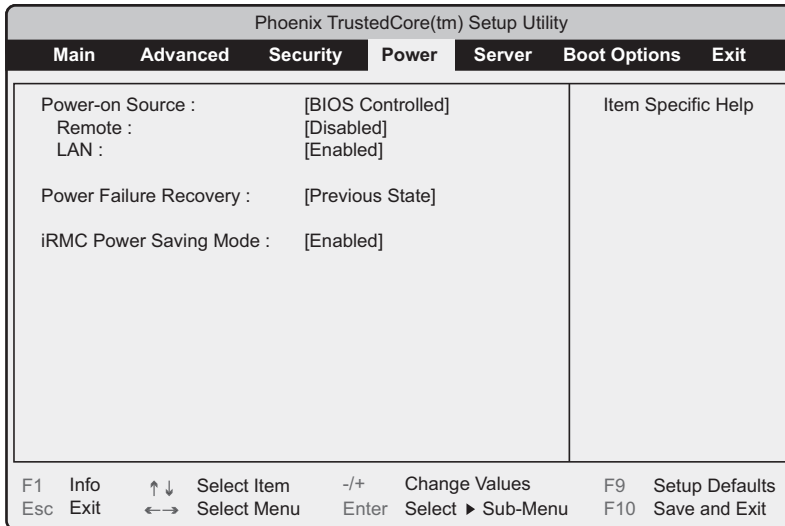 Phoenix TrustedCore(tm) Setup Utility
Main Advanced Security Power Server Boot Options Exit
Power-on Source : [BIOS Controlled]
Remote : [Disabled]
LAN : [Enabled]
Power Failure Recovery : [Previous State]
iRMC Power Saving Mode : [Enabled]
Item Specific Help
F1 Info ↑ ↓ Select Item -/+ Change Values F9 Setup Defaults
Esc Exit ←→ Select Menu Enter Select ▶ Sub-Menu F10 Save and Exit